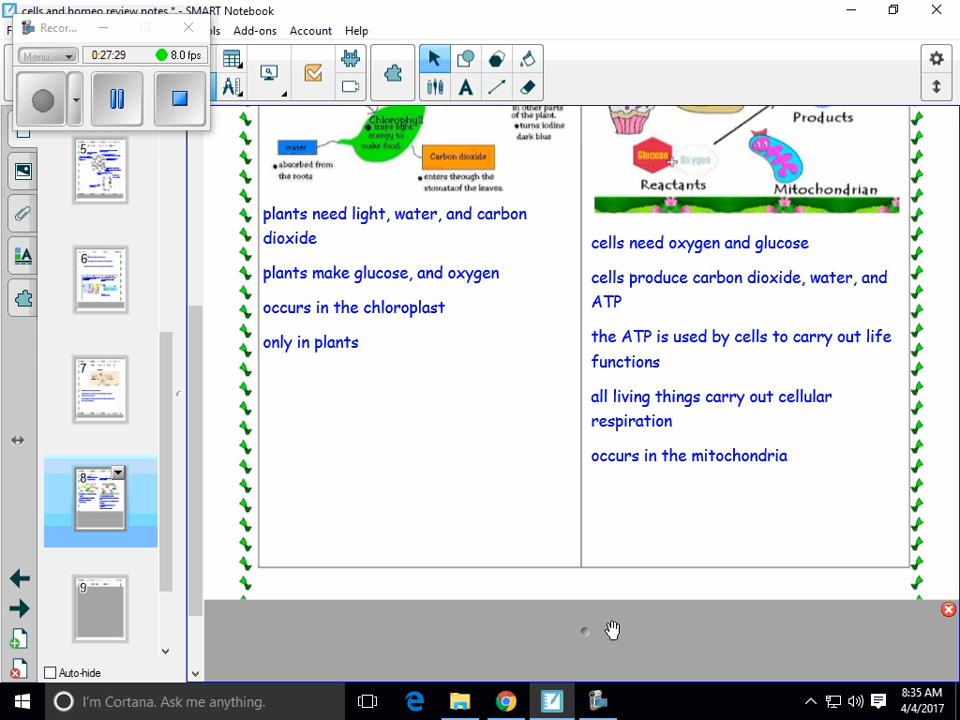 cells and homeo review notes * - SMART Notebook
Recor...
Add-ons
Account
Help
Menu
0:27:29
8.0 fps
5
6
7
8
9
Auto-hide
Chlorophyll
traps light
energy to
make food.
water
absorbed from
the roots
Carbon dioxide
enters through the
stomata of the leaves.
in other parts
of the plant.
turns iodine
dark blue
Products
Glucose
+
Oxygen
Reactants
Mitochondrian
plants need light, water, and carbon
dioxide
plants make glucose, and oxygen
occurs in the chloroplast
only in plants
cells need oxygen and glucose
cells produce carbon dioxide, water, and
ATP
the ATP is used by cells to carry out life
functions
all living things carry out cellular
respiration
occurs in the mitochondria
I'm Cortana. Ask me anything.
8:35 AM
4/4/2017